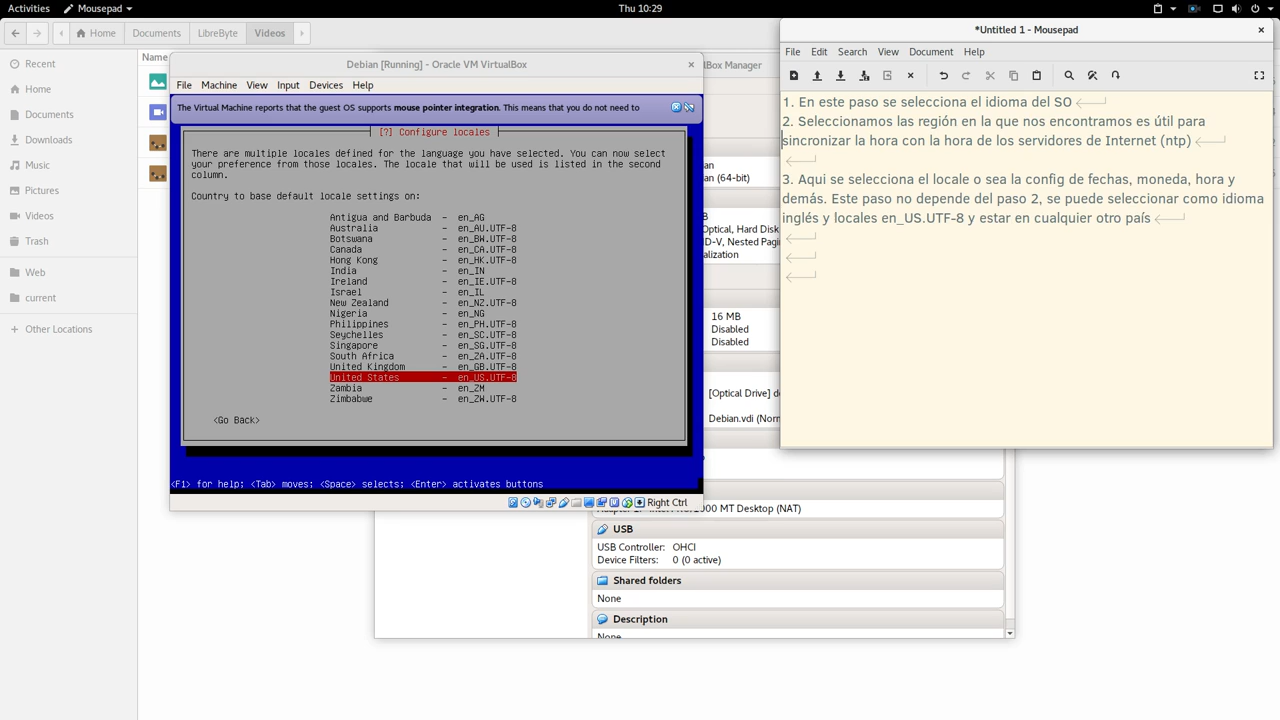 Activities Mousepad Thu 10:29
Home Documents LibreByte Videos
Name
Recent
Home
Documents
Downloads
Music
Pictures
Videos
Trash
Web
current
Other Locations
Debian [Running] - Oracle VM VirtualBox
File Machine View Input Devices Help
The Virtual Machine reports that the guest OS supports mouse pointer integration. This means that you do not need to
[?] Configure locales
There are multiple locales defined for the language you have selected. You can now select
your preference from those locales. The locale that will be used is listed in the second
column.
Country to base default locale settings on:
Antigua and Barbuda - en_AG
Australia - en_AU.UTF-8
Botswana - en_BW.UTF-8
Canada - en_CA.UTF-8
Hong Kong - en_HK.UTF-8
India - en_IN
Ireland - en_IE.UTF-8
Israel - en_IL
New Zealand - en_NZ.UTF-8
Nigeria - en_NG
Philippines - en_PH.UTF-8
Seychelles - en_SC.UTF-8
Singapore - en_SG.UTF-8
South Africa - en_ZA.UTF-8
United Kingdom - en_GB.UTF-8
United States - en_US.UTF-8
Zambia - en_ZM
Zimbabwe - en_ZW.UTF-8
<Go Back>
<F1> for help; <Tab> moves; <Space> selects; <Enter> activates buttons
Right Ctrl
Manager
(64-bit)
Optical, Hard Disk
16 MB
Disabled
Disabled
[Optical Drive]
Debian.vdi
MT Desktop (NAT)
USB
USB Controller: OHCI
Device Filters: 0 (0 active)
Shared folders
None
Description
None
*Untitled 1 - Mousepad
File Edit Search View Document Help
1. En este paso se selecciona el idioma del SO
2. Seleccionamos las región en la que nos encontramos es útil para
sincronizar la hora con la hora de los servidores de Internet (ntp)
3. Aqui se selecciona el locale o sea la config de fechas, moneda, hora y
demás. Este paso no depende del paso 2, se puede seleccionar como idioma
inglés y locales en_US.UTF-8 y estar en cualquier otro país